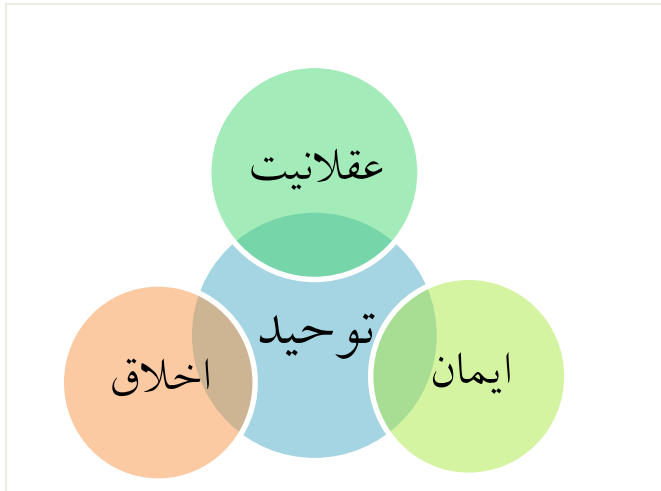 عقلانیت
توحید
ایمان
اخلاق